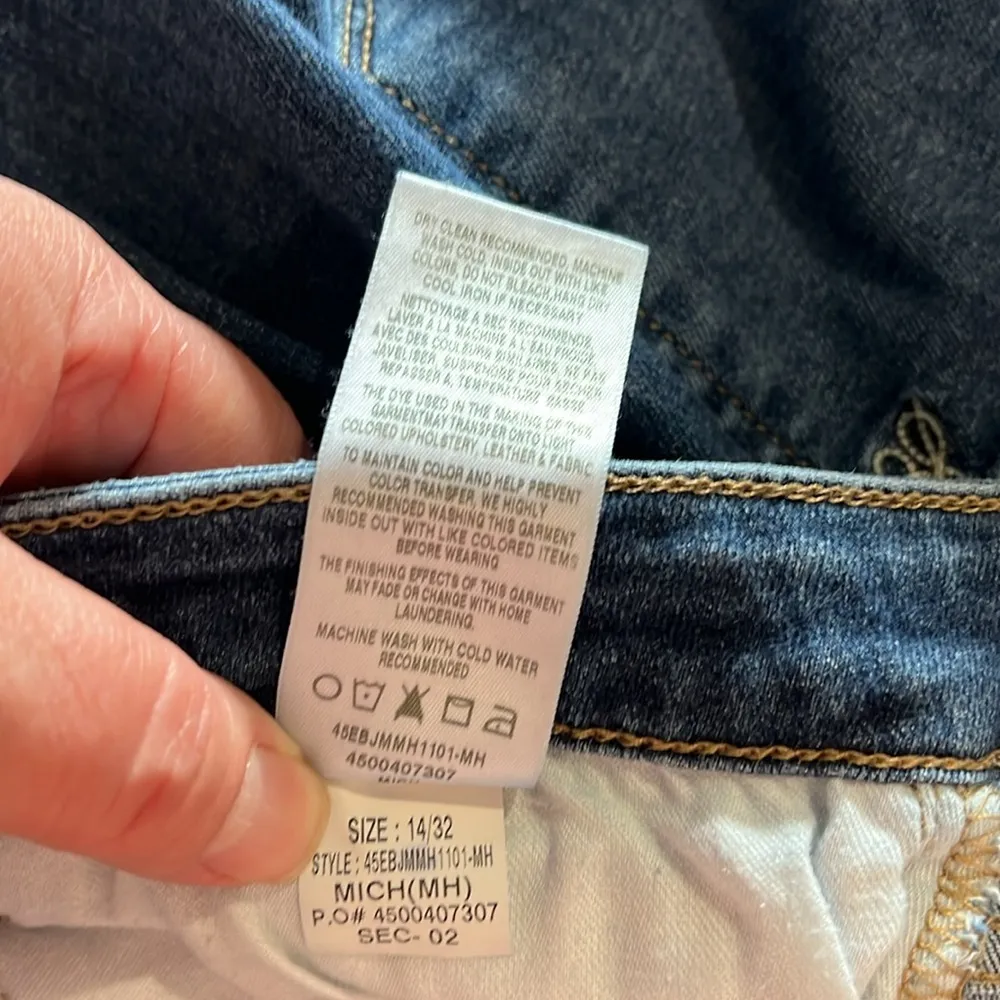 DRY CLEAN RECOMMENDED, MACHINE
WASH COLD, INSIDE OUT WITH LIKE
COLORS, DO NOT BLEACH,HANG DRY
COOL IRON IF NECESSARY
NETTOYAGE A SEC RECOMMENDS,
LAVER À LA MACHINE À L'EAU FROIDE
AVEC DES COULEURS SIMILAIRES, NE PAS
SUSPENDRE POUR SECHER
REPASSER À, TEMPERATURE BASSE
THE DYE USED IN THE MAKING OF THIS
GARMENTMAY TRANSFER ONTO LIGHT
COLORED UPHOLSTERY, LEATHER & FABRIC
TO MAINTAIN COLOR AND HELP PREVENT
COLOR TRANSFER. WE HIGHLY
RECOMMENDED WASHING THIS GARMENT
INSIDE OUT WITH LIKE COLORED ITEMS
BEFORE WEARING
THE FINISHING EFFECTS OF THIS GARMENT
MAY FADE OR CHANGE WITH HOME
LAUNDERING.
MACHINE WASH WITH COLD WATER
RECOMMENDED
45EBJMMH1101-MH
4500407307
SIZE : 14/32
STYLE : 45EBJMMH1101-MH
MICH(MH)
P.O# 4500407307
SEC- 02